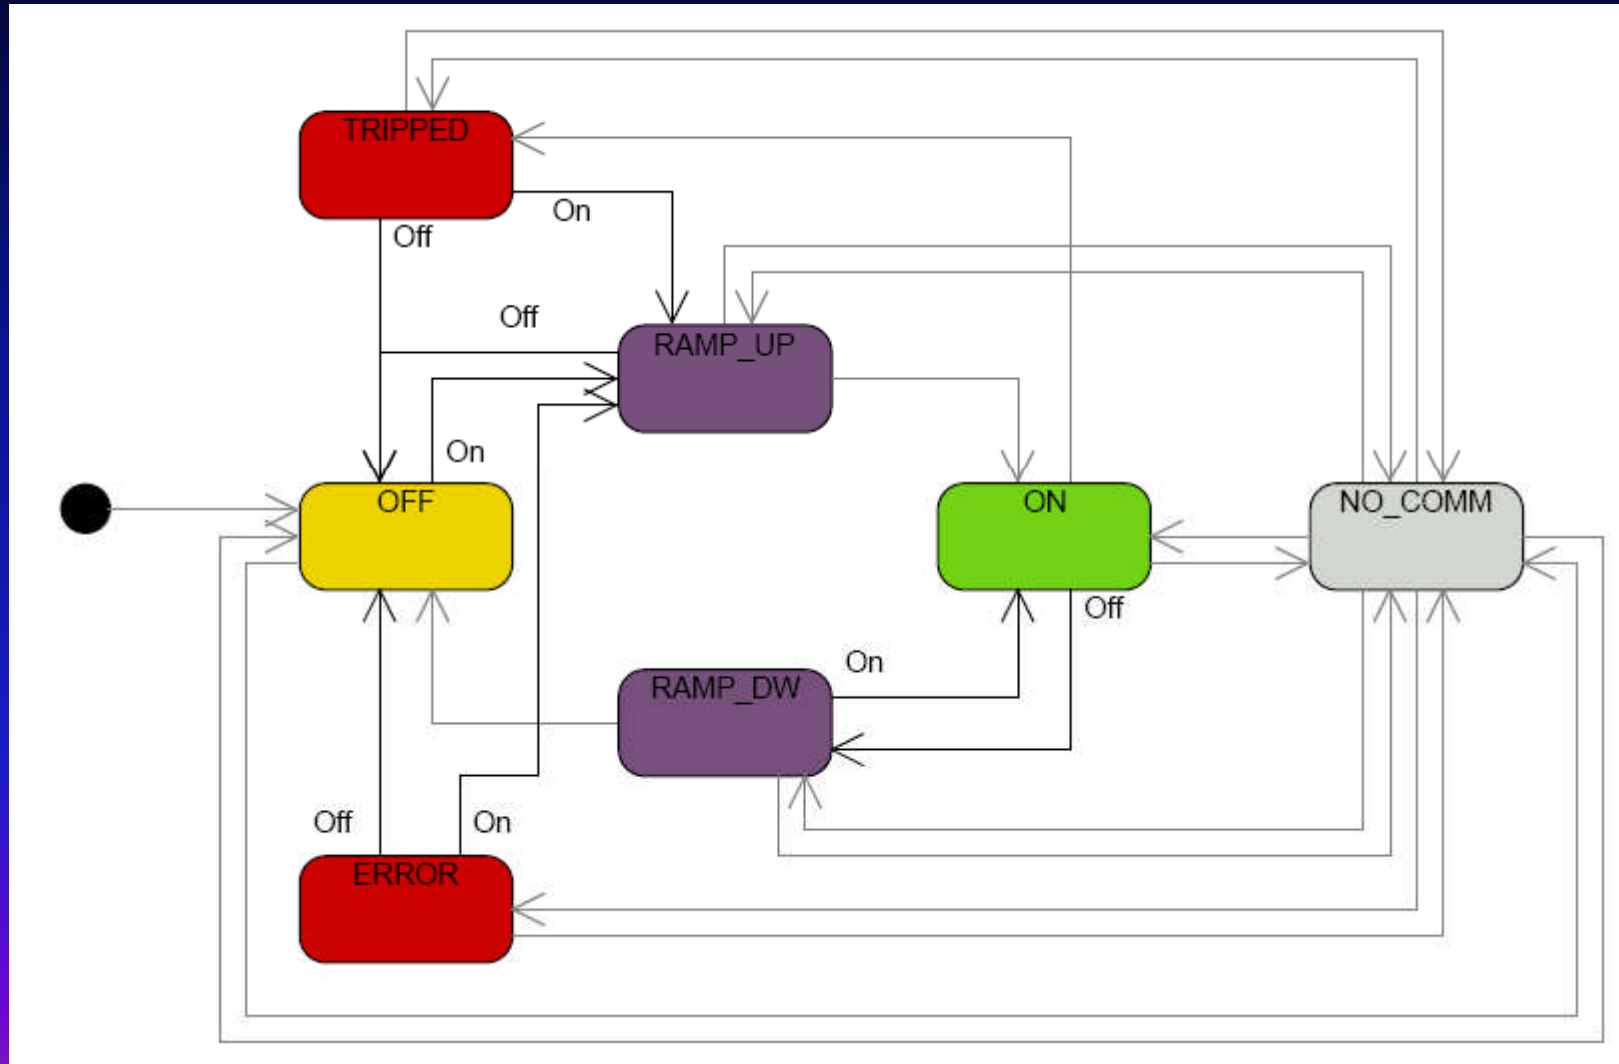 TRIPPED
On
Off
Off
RAMP_UP
On
OFF
ON
NO_COMM
Off
On
RAMP_DW
Off
On
ERROR